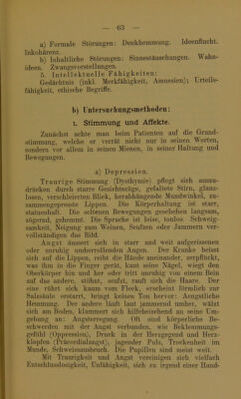 — 63 —
a) Formale Störungen: Denkhemmung. Ideenflucht.
Inkohärenz.
b) Inhaltliche Störungen: Sinnestäuschungen. Wahn-
ideen. Zwangsvorstellungen.
5. Intellektuelle Fähigkeiten:
Gedächtnis (inkl. Merkfähigkeit, Amnesien); Urteils-
fähigkeit, ethische Begriffe.
b) Untersuchungsmethoden:
1. Stimmung und Affekte.
Zunächst achte man beim Patienten auf die Grund-
stimmung, welche er verrät nicht nur in seinen Worten,
sondern vor allem in seinen Mienen, in seiner Haltung und
Bewegungen.
a) Depression.
Traurige Stimmung (Dysthymie) pflegt sich auszu-
drücken durch starre Gesichtszüge, gefaltete Stirn, glanz-
losen, verschleierten Blick, herabhängende Mundwinkel, zu-
sammengepresste Lippen. Die Körperhaltung ist starr,
statuenhaft. Die seltenen Bewegungen geschehen langsam,
zögernd, gehemmt. Die Sprache ist leise, tonlos. Schweig-
samkeit, Neigung zum Weinen, Seufzen oder Jammern ver-
vollständigen das Bild.
Angst äussert sich in starr und weit aufgerissenen
oder unruhig umherrollenden Augen. Der Kranke beisst
sich auf die Lippen, reibt die Hände aneinander, zerpflückt,
was ihm in die Finger gerät, kaut seine Nägel, wiegt den
Oberkörper hin und her oder tritt unruhig von einem Bein
auf das andere, stöhnt, seufzt, rauft sich die Haare. Der
eine rührt sich kaum vom Fleck, erscheint förmlich zur
Salzsäule erstarrt, bringt keinen Ton hervor: Aengstliche
Hemmung. Der andere läuft laut jammernd umher, wälzt
sich am Boden, klammert sich hilfeheischend an seine Um-
gebung an: Angsterregung. Oft sind körperliche Be-
schwerden mit der Angst verbunden, wie Beklemmungs-
gefühl (Oppression), Druck in der Herzgegend und Herz-
klopfen (Präcordialangst), jagender Puls, Trockenheit im
Munde, Schweissausbruch. Die Pupillen sind meist weit.
Mit Traurigkeit und Angst vereinigen sich vielfach
Entschlusslosigkeit, Unfähigkeit, sich zu irgend einer Hand-